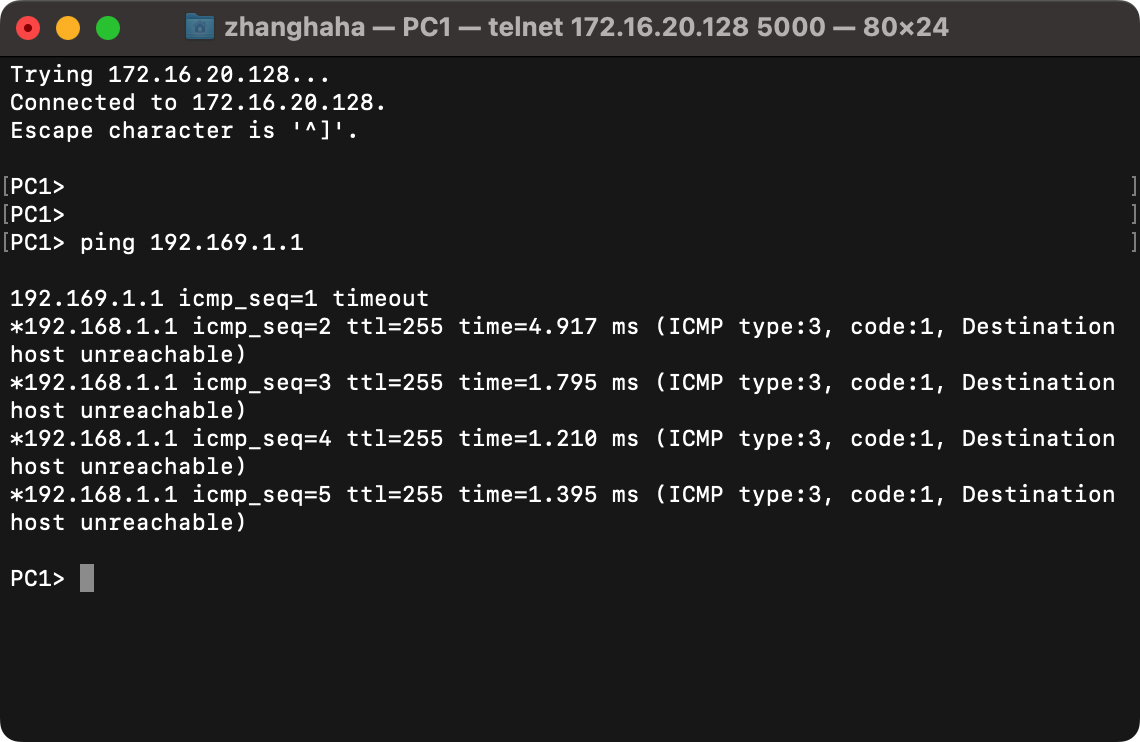 zhanghaha — PC1 — telnet 172.16.20.128 5000 — 80×24
Trying 172.16.20.128...
Connected to 172.16.20.128.
Escape character is '^]'.
[PC1> ]
[PC1> ]
[PC1> ping 192.169.1.1 ]
192.169.1.1 icmp_seq=1 timeout
*192.168.1.1 icmp_seq=2 ttl=255 time=4.917 ms (ICMP type:3, code:1, Destination
host unreachable)
*192.168.1.1 icmp_seq=3 ttl=255 time=1.795 ms (ICMP type:3, code:1, Destination
host unreachable)
*192.168.1.1 icmp_seq=4 ttl=255 time=1.210 ms (ICMP type:3, code:1, Destination
host unreachable)
*192.168.1.1 icmp_seq=5 ttl=255 time=1.395 ms (ICMP type:3, code:1, Destination
host unreachable)
PC1>